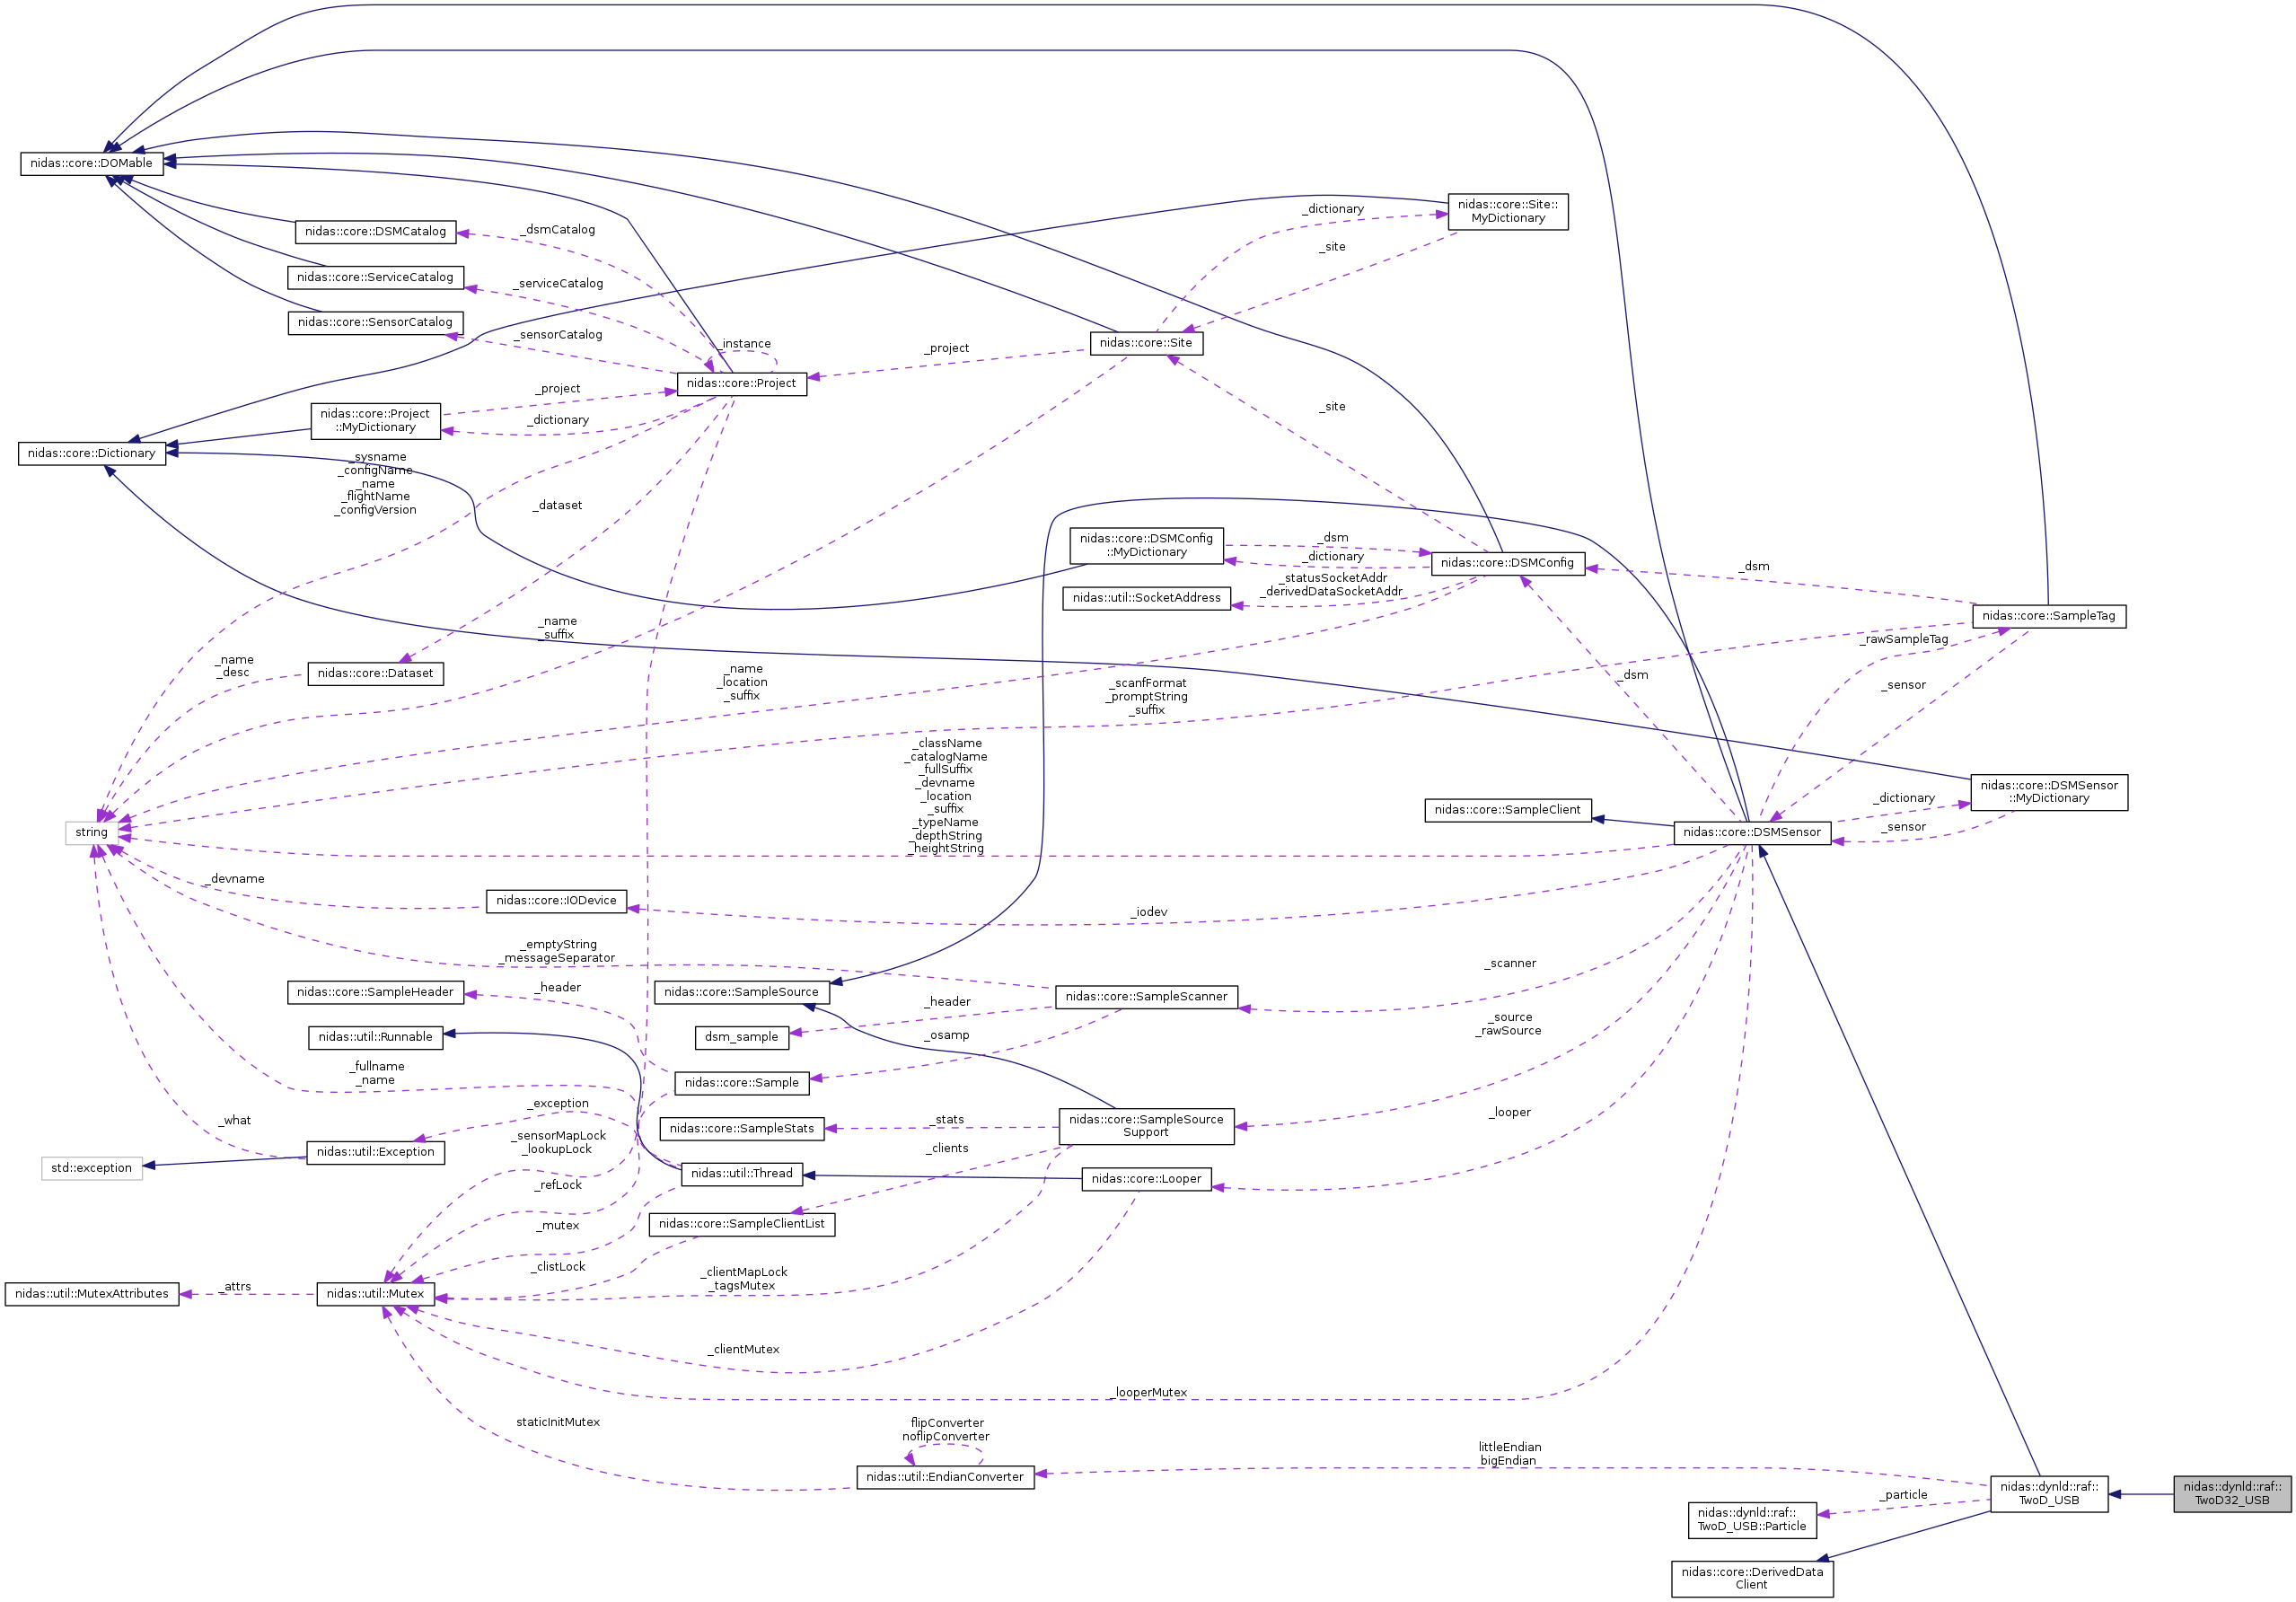 nidas::core::DOMable
nidas::core::Site::
MyDictionary
_dictionary
_dsmCatalog
nidas::core::DSMCatalog
_site
nidas::core::ServiceCatalog
_serviceCatalog
nidas::core::SensorCatalog
_sensorCatalog
_instance
_project
nidas::core::Site
nidas::core::Project
_project
nidas::core::Project
::MyDictionary
_dictionary
_site
nidas::core::Dictionary
_sysname
_configName
_name
_flightName
_configVersion
_dataset
nidas::core::DSMConfig
::MyDictionary
_dsm
_dictionary
nidas::core::DSMConfig
_dsm
_statusSocketAddr
_derivedDataSocketAddr
nidas::util::SocketAddress
nidas::core::SampleTag
_name
_suffix
_rawSampleTag
_name
_desc
nidas::core::Dataset
_name
_location
_suffix
_scanfFormat
_promptString
_suffix
_dsm
_sensor
_className
_catalogName
_fullSuffix
_devname
_location
_suffix
_typeName
_depthString
_heightString
nidas::core::DSMSensor
::MyDictionary
_dictionary
nidas::core::SampleClient
nidas::core::DSMSensor
_sensor
string
_devname
nidas::core::IODevice
_iodev
_emptyString
_messageSeparator
_scanner
nidas::core::SampleHeader
_header
nidas::core::SampleSource
nidas::core::SampleScanner
_header
_source
_rawSource
nidas::util::Runnable
dsm_sample
_osamp
_fullname
_name
nidas::core::Sample
_exception
_what
_sensorMapLock
_lookupLock
nidas::core::SampleStats
_stats
nidas::core::SampleSource
Support
_looper
_clients
nidas::util::Exception
std::exception
nidas::util::Thread
nidas::core::Looper
_refLock
_mutex
nidas::core::SampleClientList
_clistLock
_clientMapLock
_tagsMutex
nidas::util::MutexAttributes
_attrs
nidas::util::Mutex
_clientMutex
_looperMutex
staticInitMutex
flipConverter
noflipConverter
nidas::util::EndianConverter
littleEndian
bigEndian
nidas::dynld::raf::
TwoD_USB
nidas::dynld::raf::
TwoD32_USB
_particle
nidas::dynld::raf::
TwoD_USB::Particle
nidas::core::DerivedData
Client